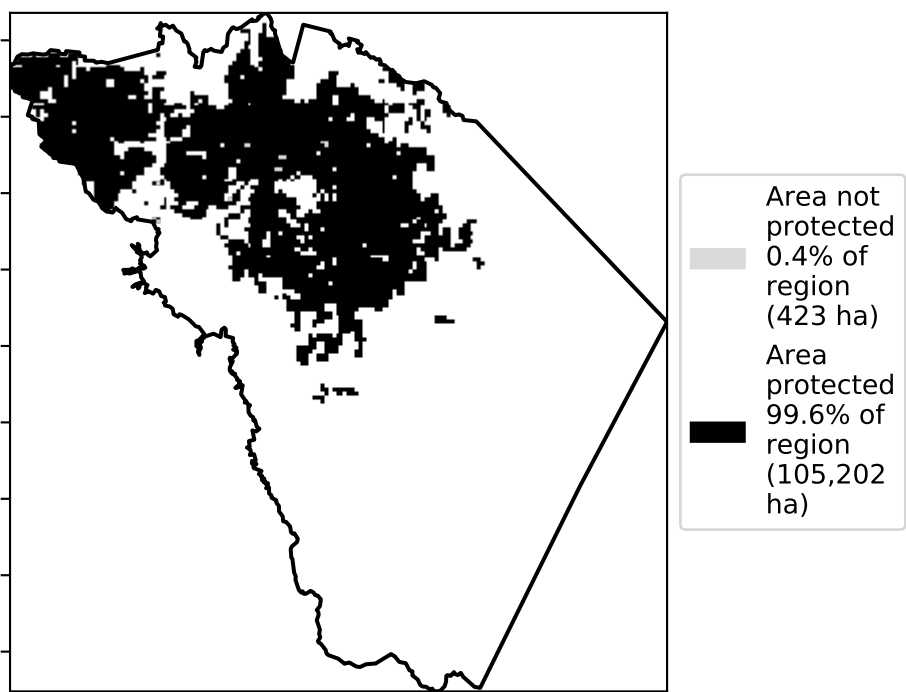 Area not
protected
0.4% of
region
(423 ha)
Area
protected
99.6% of
region
(105,202
ha)